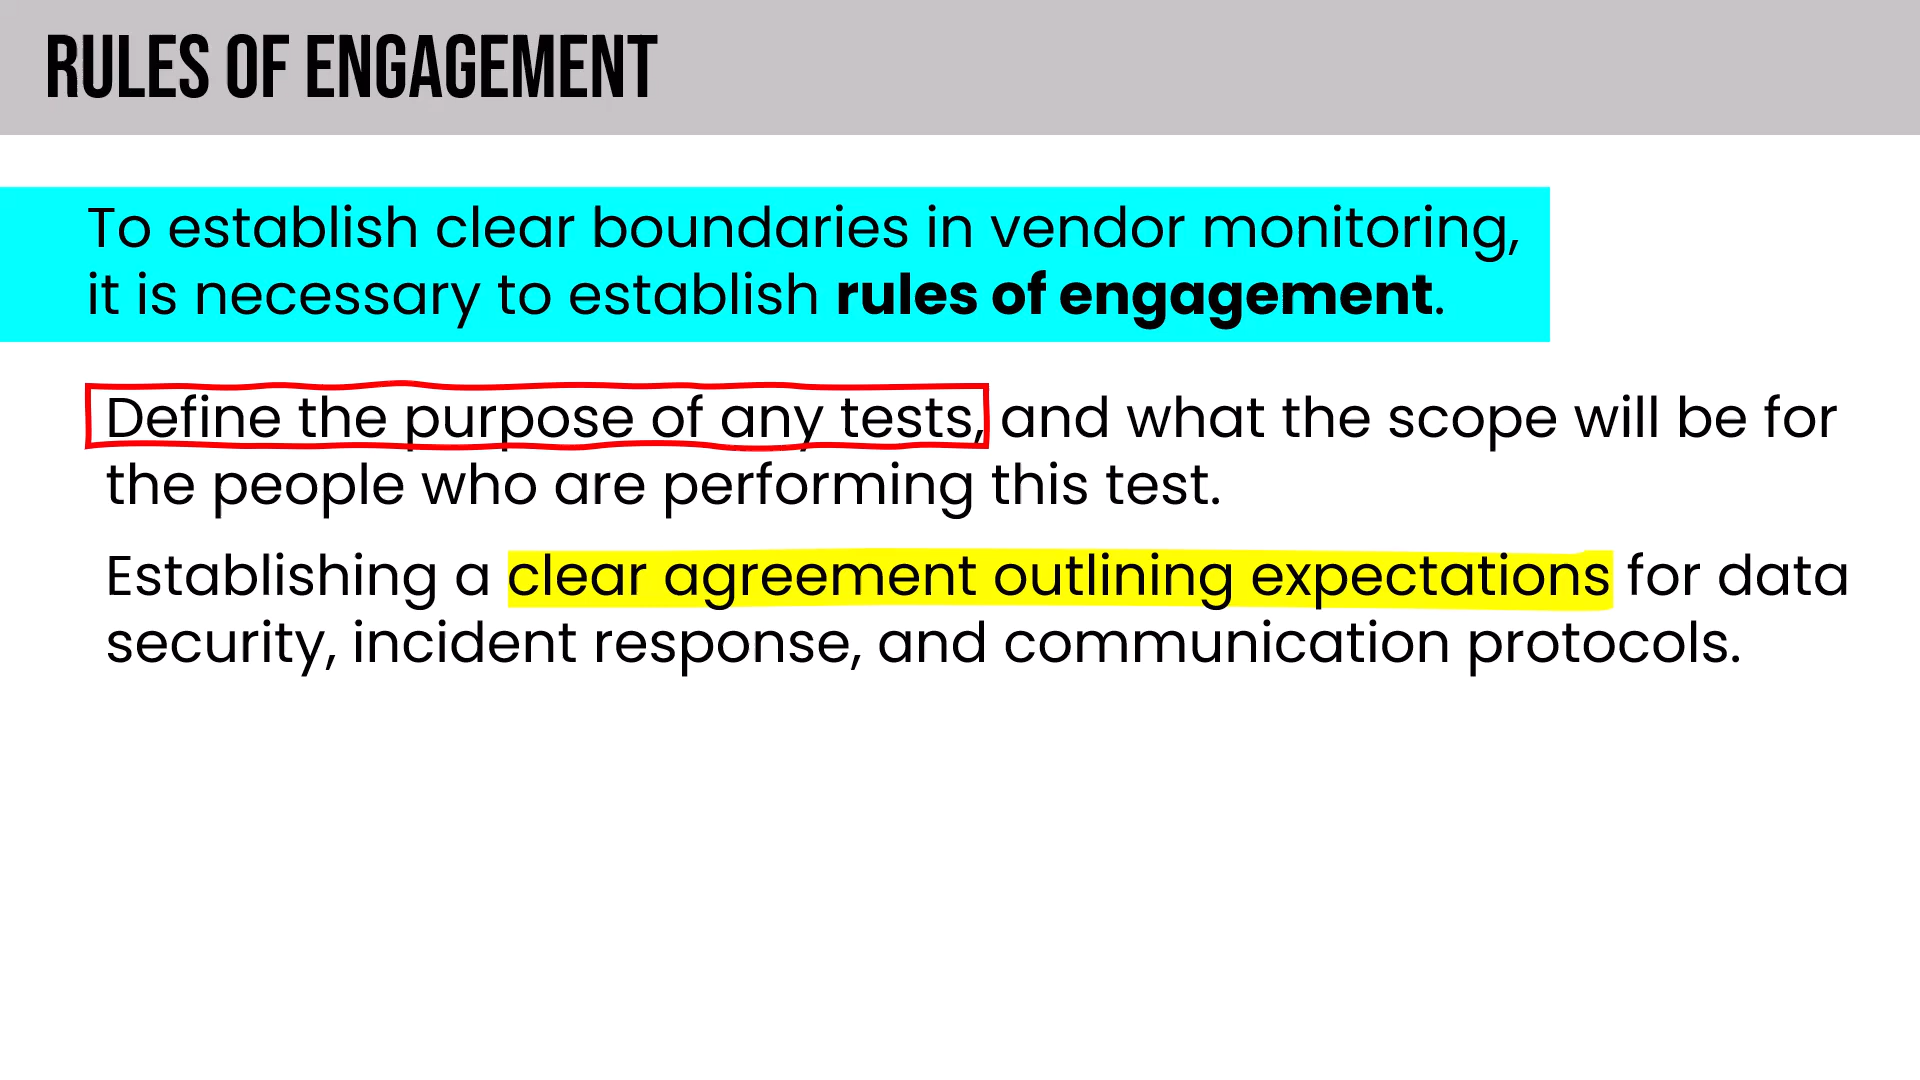 RULES OF ENGAGEMENT
To establish clear boundaries in vendor monitoring,
it is necessary to establish rules of engagement.
Define the purpose of any tests, and what the scope will be for
the people who are performing this test.
Establishing a clear agreement outlining expectations for data
security, incident response, and communication protocols.